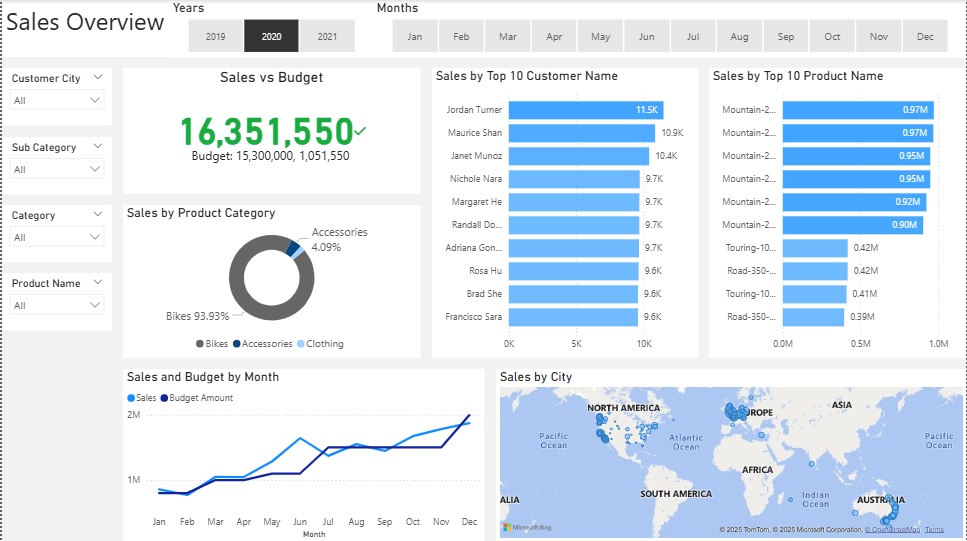 Sales Overview
Years
2019 2020 2021
Months
Jan Feb Mar Apr May Jun Jul Aug Sep Oct Nov Dec
Customer City
All
Sub Category
All
Category
All
Product Name
All
Sales vs Budget
16,351,550
Budget: 15,300,000, 1,051,550
Sales by Product Category
Accessories
4.09%
Bikes 93.93%
Bikes Accessories Clothing
Sales by Top 10 Customer Name
Jordan Turner 11.5K
Maurice Shan 10.9K
Janet Munoz 10.4K
Nichole Nara 9.7K
Margaret He 9.7K
Randall Do... 9.7K
Adriana Gon... 9.7K
Rosa Hu 9.6K
Brad She 9.6K
Francisco Sara 9.6K
0K 5K 10K
Sales by Top 10 Product Name
Mountain-2... 0.97M
Mountain-2... 0.97M
Mountain-2... 0.95M
Mountain-2... 0.95M
Mountain-2... 0.92M
Mountain-2... 0.90M
Touring-10... 0.42M
Road-350-... 0.42M
Touring-10... 0.41M
Road-350-... 0.39M
0.0M 0.5M 1.0M
Sales and Budget by Month
Sales Budget Amount
2M
1M
Jan Feb Mar Apr May Jun Jul Aug Sep Oct Nov Dec
Month
Sales by City
NORTH AMERICA
ROPE
ASIA
Pacific
Ocean
Atlantic
Ocean
Pacific
Ocean
AFRICA
SOUTH AMERICA
Indian
Ocean
ALIA
AUSTRALIA
Microsoft Bing
© 2025 TomTom, © 2025 Microsoft Corporation, © OpenStreetMap Terms